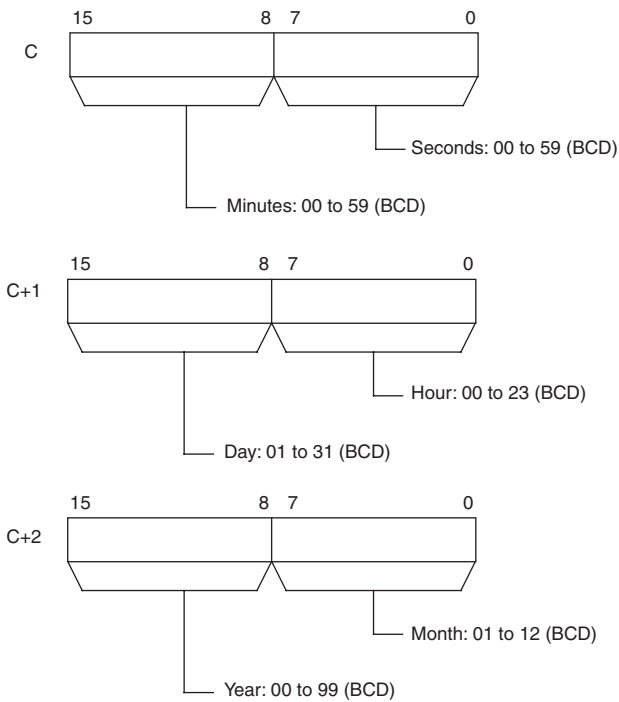 15 8 7 0
C
Seconds: 00 to 59 (BCD)
Minutes: 00 to 59 (BCD)
15 8 7 0
C+1
Hour: 00 to 23 (BCD)
Day: 01 to 31 (BCD)
15 8 7 0
C+2
Month: 01 to 12 (BCD)
Year: 00 to 99 (BCD)